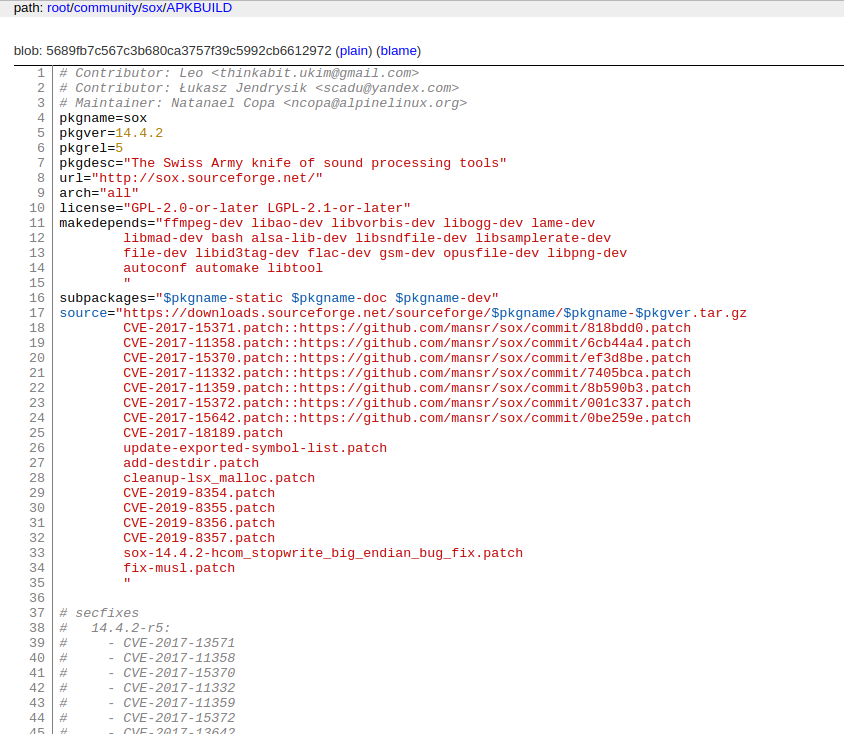 path: root/community/sox/APKBUILD
blob: 5689fb7c567c3b680ca3757f39c5992cb6612972 (plain) (blame)
1 # Contributor: Leo <thinkabit.ukim@gmail.com>
2 # Contributor: Łukasz Jendrysik <scadu@yandex.com>
3 # Maintainer: Natanael Copa <ncopa@alpinelinux.org>
4 pkgname=sox
5 pkgver=14.4.2
6 pkgrel=5
7 pkgdesc="The Swiss Army knife of sound processing tools"
8 url="http://sox.sourceforge.net/"
9 arch="all"
10 license="GPL-2.0-or-later LGPL-2.1-or-later"
11 makedepends="ffmpeg-dev libao-dev libvorbis-dev libogg-dev lame-dev
12 libmad-dev bash alsa-lib-dev libsndfile-dev libsamplerate-dev
13 file-dev libid3tag-dev flac-dev gsm-dev opusfile-dev libpng-dev
14 autoconf automake libtool
15 "
16 subpackages="$pkgname-static $pkgname-doc $pkgname-dev"
17 source="https://downloads.sourceforge.net/sourceforge/$pkgname/$pkgname-$pkgver.tar.gz
18 CVE-2017-15371.patch::https://github.com/mansr/sox/commit/818bdd0.patch
19 CVE-2017-11358.patch::https://github.com/mansr/sox/commit/6cb44a4.patch
20 CVE-2017-15370.patch::https://github.com/mansr/sox/commit/ef3d8be.patch
21 CVE-2017-11332.patch::https://github.com/mansr/sox/commit/7405bca.patch
22 CVE-2017-11359.patch::https://github.com/mansr/sox/commit/8b590b3.patch
23 CVE-2017-15372.patch::https://github.com/mansr/sox/commit/001c337.patch
24 CVE-2017-15642.patch::https://github.com/mansr/sox/commit/0be259e.patch
25 CVE-2017-18189.patch
26 update-exported-symbol-list.patch
27 add-destdir.patch
28 cleanup-lsx_malloc.patch
29 CVE-2019-8354.patch
30 CVE-2019-8355.patch
31 CVE-2019-8356.patch
32 CVE-2019-8357.patch
33 sox-14.4.2-hcom_stopwrite_big_endian_bug_fix.patch
34 fix-musl.patch
35 "
36
37 # secfixes
38 # 14.4.2-r5:
39 # - CVE-2017-13571
40 # - CVE-2017-11358
41 # - CVE-2017-15370
42 # - CVE-2017-11332
43 # - CVE-2017-11359
44 # - CVE-2017-15372
45 # - CVE-2017-13642